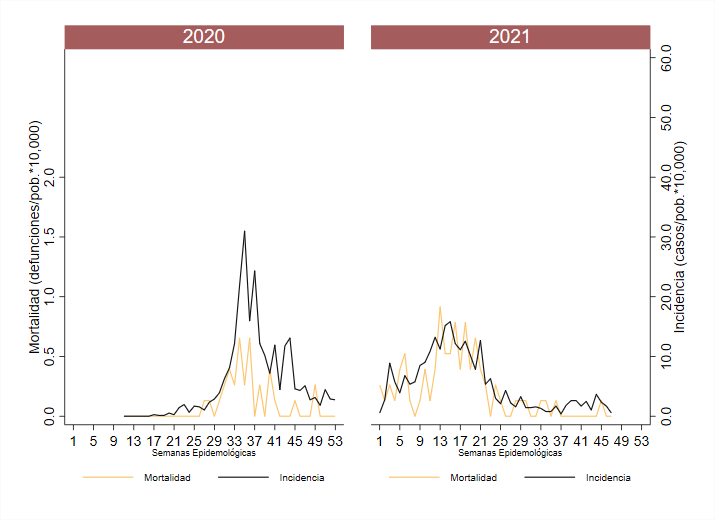 2020
2021
Mortalidad (defunciones/pob.*10,000)
0.0 0.5 1.0 1.5 2.0
Incidencia (casos/pob.*10,000)
0.0 10.0 20.0 30.0 40.0 50.0 60.0
1 5 9 13 17 21 25 29 33 37 41 45 49 53
1 5 9 13 17 21 25 29 33 37 41 45 49 53
Semanas Epidemológicas
Semanas Epidemológicas
Mortalidad Incidencia
Mortalidad Incidencia